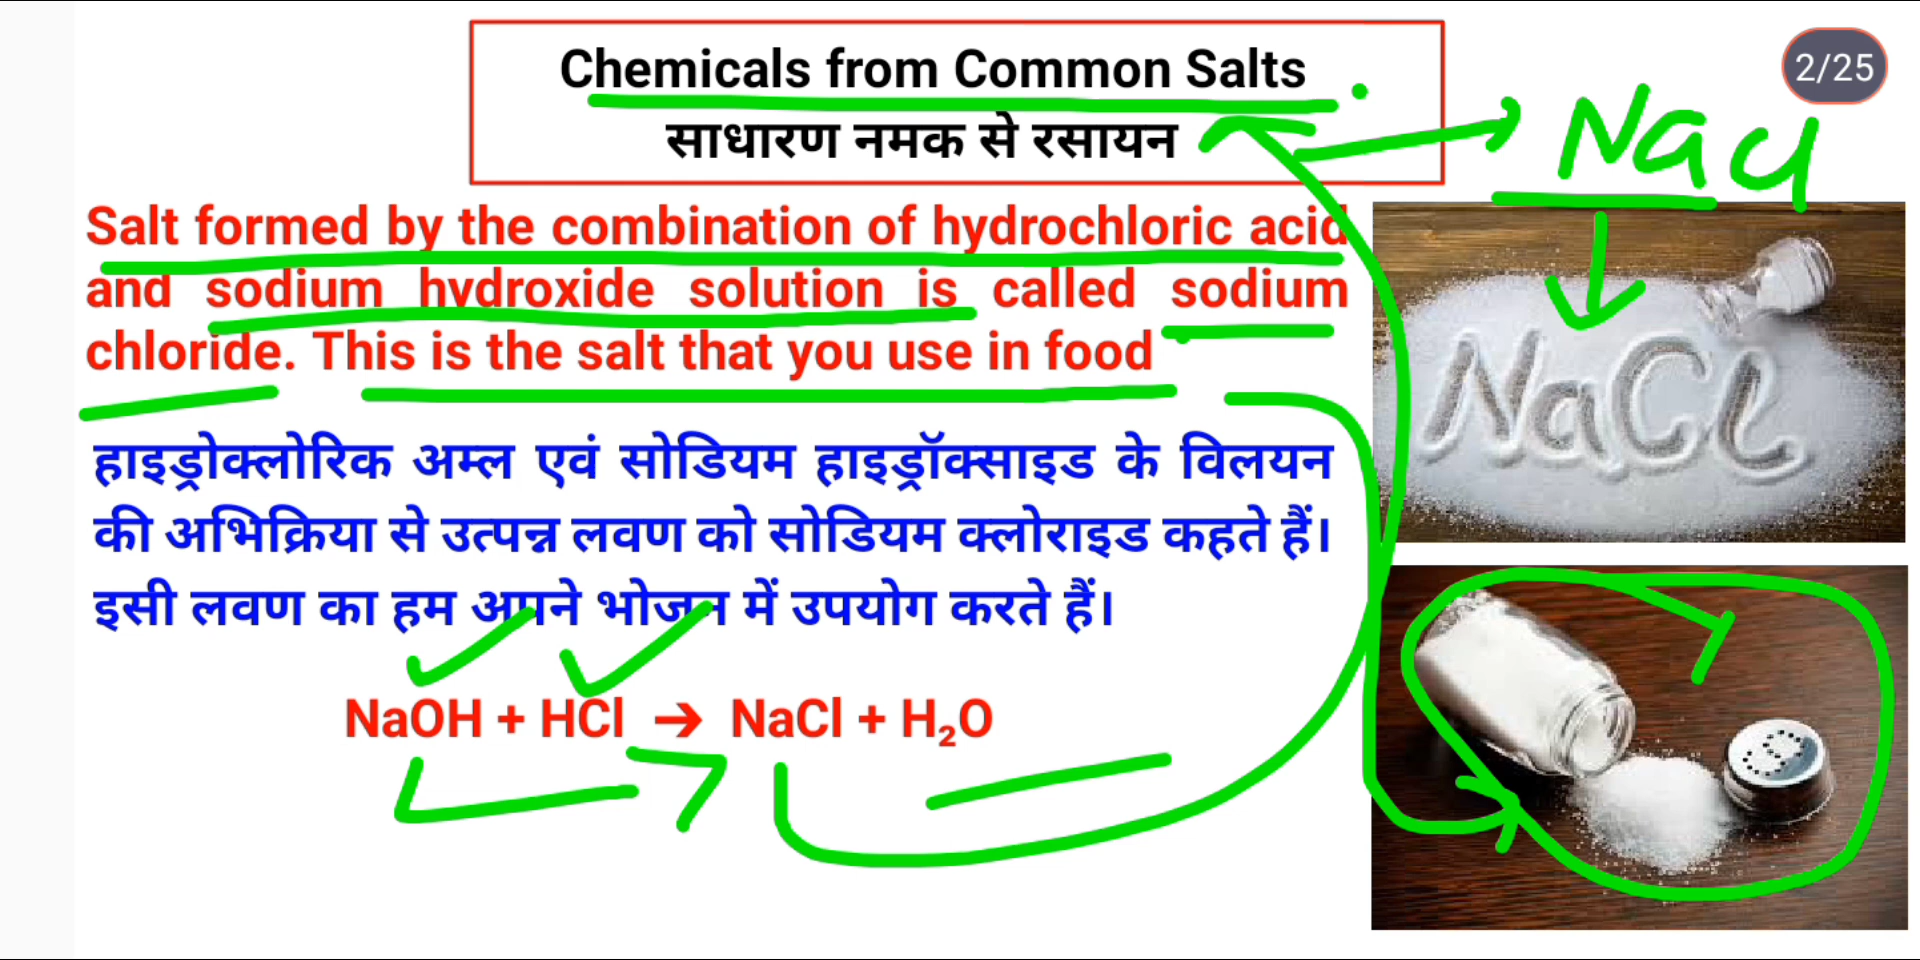 Chemicals from Common Salts
साधारण नमक से रसायन
2/25
NaCl
Salt formed by the combination of hydrochloric acid
and sodium hydroxide solution is called sodium
chloride. This is the salt that you use in food
हाइड्रोक्लोरिक अम्ल एवं सोडियम हाइड्रॉक्साइड के विलयन
की अभिक्रिया से उत्पन्न लवण को सोडियम क्लोराइड कहते हैं।
इसी लवण का हम अपने भोजन में उपयोग करते हैं।
NaOH + HCl → NaCl + H₂O
NaCl